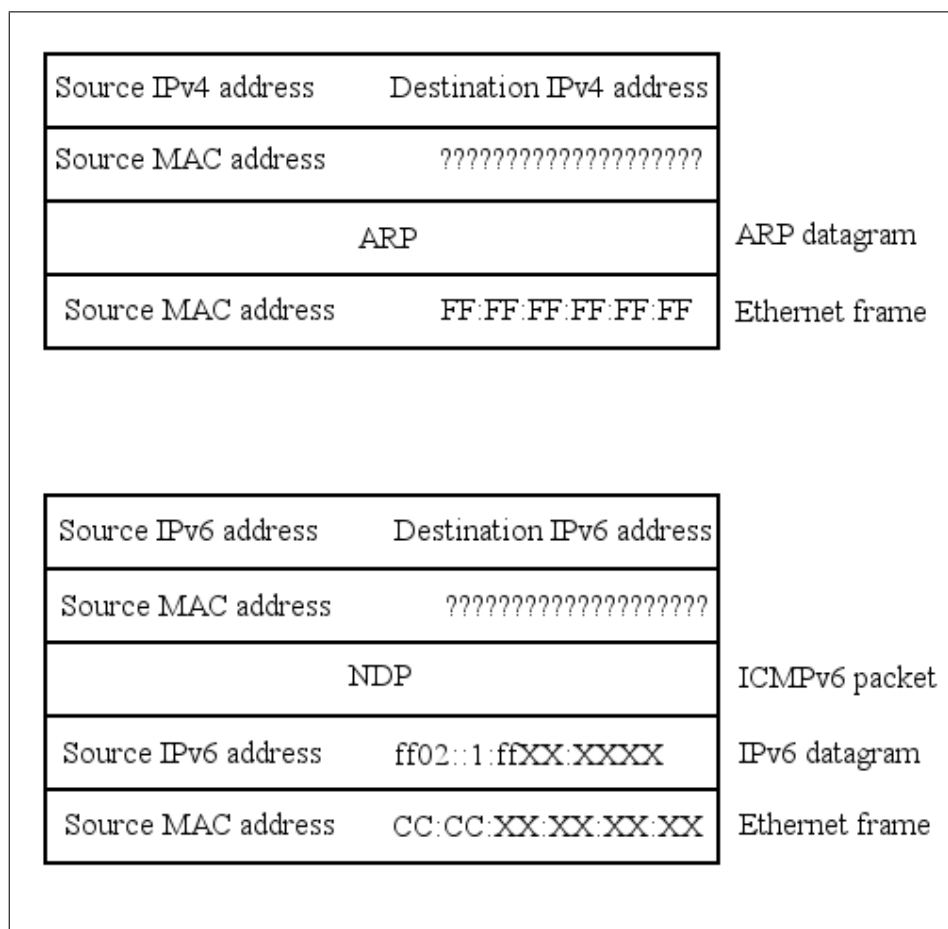 Source IPv4 address Destination IPv4 address
Source MAC address ????????????????????
ARP ARP datagram
Source MAC address FF:FF:FF:FF:FF:FF Ethernet frame
Source IPv6 address Destination IPv6 address
Source MAC address ????????????????????
NDP ICMPv6 packet
Source IPv6 address ff02::1:ffXX:XXXX IPv6 datagram
Source MAC address CC:CC:XX:XX:XX:XX Ethernet frame